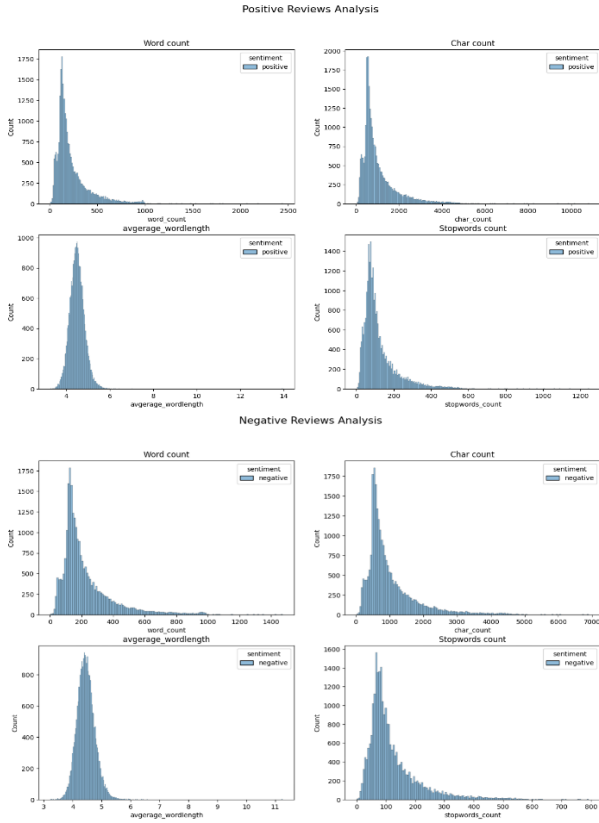 Positive Reviews Analysis
Word count
Char count
sentiment
positive
sentiment
positive
Count
1750
1500
1250
1000
750
500
250
0
Count
2000
1750
1500
1250
1000
750
500
250
0
0 500 1000 1500 2000 2500
0 2000 4000 6000 8000 10000
word_count
char_count
avgerage_wordlength
Stopwords count
sentiment
positive
sentiment
positive
Count
1000
800
600
400
200
0
Count
1400
1200
1000
800
600
400
200
0
4 6 8 10 12 14
0 200 400 600 800 1000 1200
avgerage_wordlength
stopwords_count
Negative Reviews Analysis
Word count
Char count
sentiment
negative
sentiment
negative
Count
1750
1500
1250
1000
750
500
250
0
Count
1750
1500
1250
1000
750
500
250
0
0 200 400 600 800 1000 1200 1400
0 1000 2000 3000 4000 5000 6000 7000
word_count
char_count
avgerage_wordlength
Stopwords count
sentiment
negative
sentiment
negative
Count
800
600
400
200
0
Count
1600
1400
1200
1000
800
600
400
200
0
3 4 5 6 7 8 9 10 11
0 100 200 300 400 500 600 700 800
avgerage_wordlength
stopwords_count